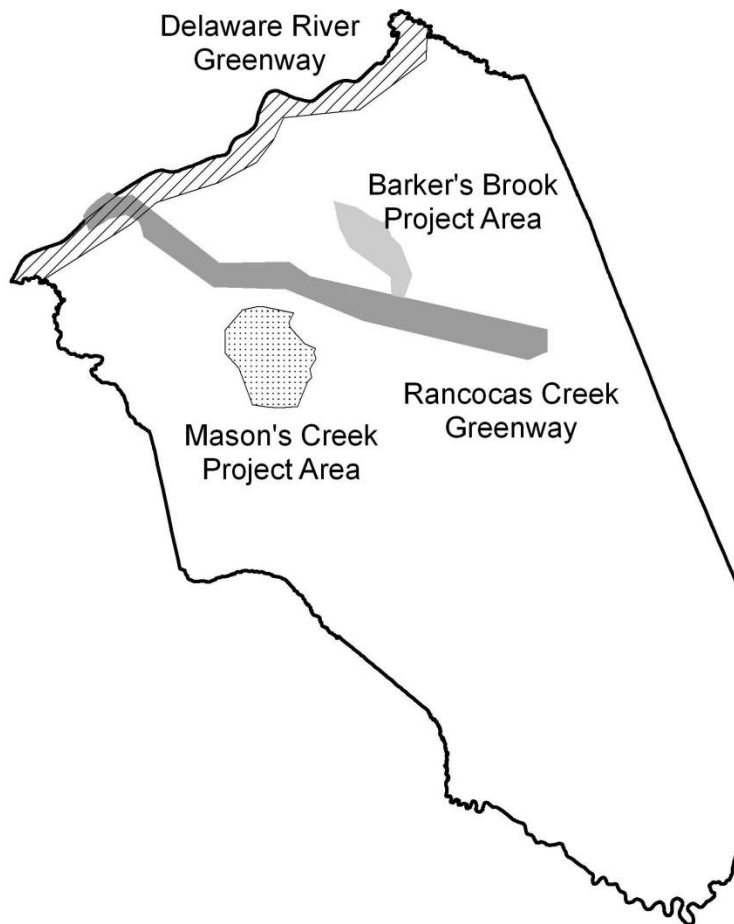 Delaware River
Greenway
Barker's Brook
Project Area
Rancocas Creek
Greenway
Mason's Creek
Project Area